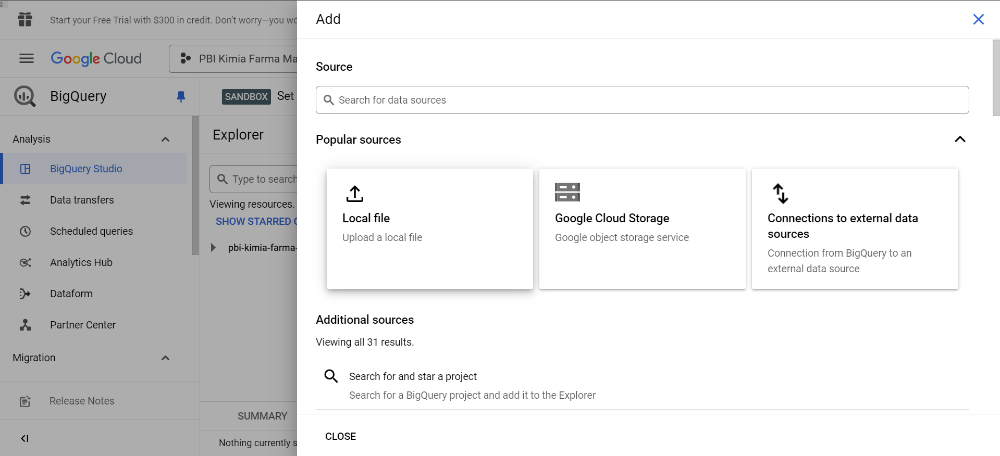 Start your Free Trial with $300 in credit. Don't worry—you wo
Google Cloud
PBI Kimia Farma Ma
BigQuery
SANDBOX Set
Analysis
BigQuery Studio
Data transfers
Scheduled queries
Analytics Hub
Dataform
Partner Center
Migration
Release Notes
Explorer
Type to search
Viewing resources.
SHOW STARRED
pbi-kimia-farma-
SUMMARY
Nothing currently s
Add
Source
Search for data sources
Popular sources
Local file
Upload a local file
Google Cloud Storage
Google object storage service
Connections to external data
sources
Connection from BigQuery to an
external data source
Additional sources
Viewing all 31 results.
Search for and star a project
Search for a BigQuery project and add it to the Explorer
CLOSE